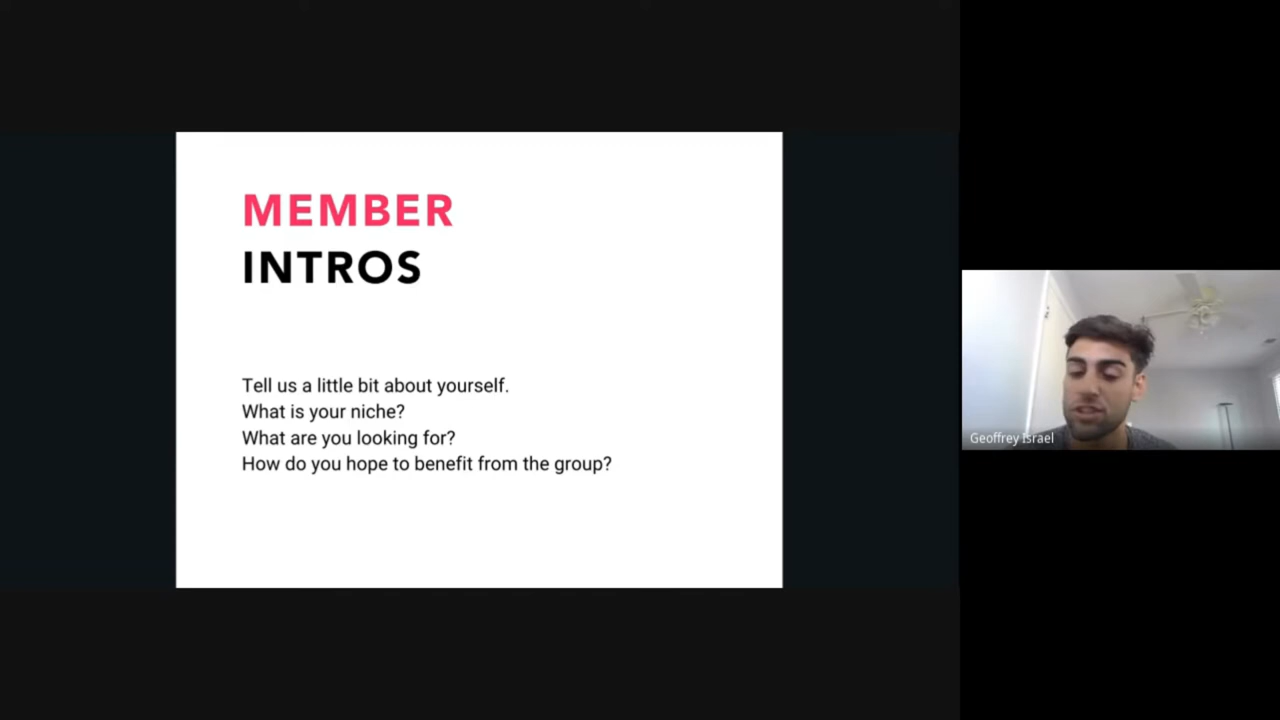 MEMBER
INTROS
Tell us a little bit about yourself.
What is your niche?
What are you looking for?
How do you hope to benefit from the group?
Geoffrey Israel